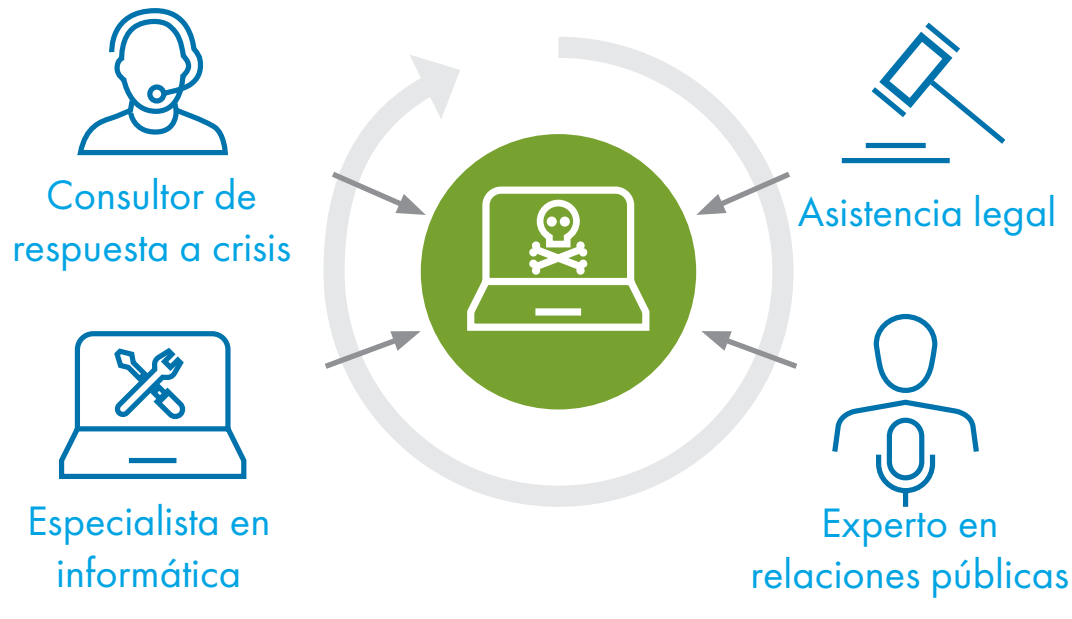 Consultor de
respuesta a crisis
Asistencia legal
Especialista en
informática
Experto en
relaciones públicas